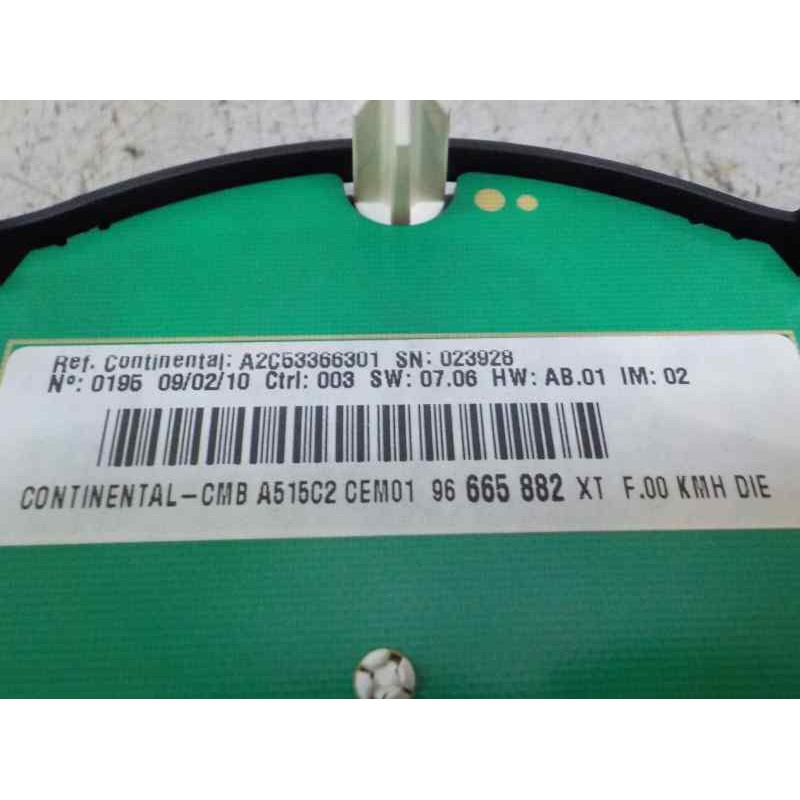 Ref. Continental: A2C53366301 SN: 023928
Nº: 0195 09/02/10 Ctrl: 003 SW: 07.06 HW: AB.01 IM: 02
CONTINENTAL-CMB A515C2 CEM01 96 665 882 XT F.00 KMH DIE